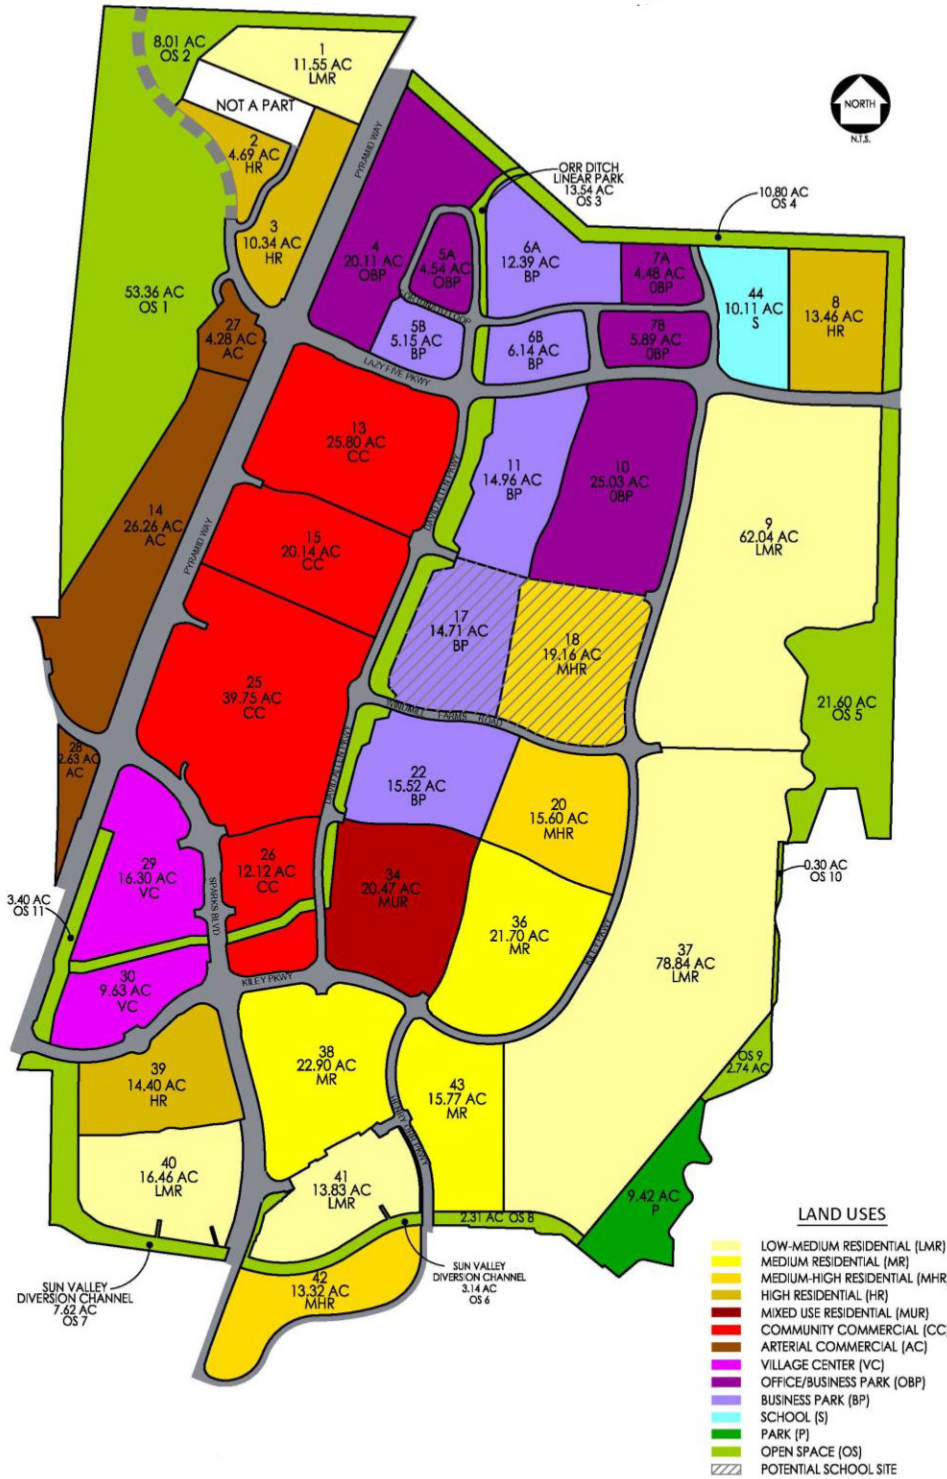 8.01 AC
OS 2
1
11.55 AC
LMR
NOT A PART
NORTH
N.T.S.
2
4.69 AC
HR
PYRAMID WAY
ORR DITCH
LINEAR PARK
13.54 AC
OS 3
10.80 AC
OS 4
3
10.34 AC
HR
4
20.11 AC
OBP
5A
4.54 AC
OBP
6A
12.39 AC
BP
7A
4.48 AC
0BP
44
10.11 AC
S
8
13.46 AC
HR
53.36 AC
OS 1
27
4.28 AC
AC
5B
5.15 AC
BP
6B
6.14 AC
BP
7B
5.89 AC
0BP
LAZY FIVE PKWY
13
25.80 AC
CC
DAVID ALLEN PKWY
11
14.96 AC
BP
10
25.03 AC
0BP
9
62.04 AC
LMR
14
26.26 AC
AC
PYRAMID WAY
15
20.14 AC
CC
17
14.71 AC
BP
18
19.16 AC
MHR
25
39.75 AC
CC
21.60 AC
OS 5
WINDMILL FARMS ROAD
28
2.63 AC
AC
DAVID ALLEN PKWY
22
15.52 AC
BP
20
15.60 AC
MHR
29
16.30 AC
VC
SPARKS BLVD
26
12.12 AC
CC
34
20.47 AC
MUR
0.30 AC
OS 10
3.40 AC
OS 11
36
21.70 AC
MR
KILEY PKWY
37
78.84 AC
LMR
30
9.63 AC
VC
KILEY PKWY
39
14.40 AC
HR
38
22.90 AC
MR
43
15.77 AC
MR
OS 9
2.74 AC
40
16.46 AC
LMR
41
13.83 AC
LMR
9.42 AC
P
2.31 AC OS 8
SUN VALLEY
DIVERSION CHANNEL
7.62 AC
OS 7
42
13.32 AC
MHR
SUN VALLEY
DIVERSION CHANNEL
3.14 AC
OS 6
LAND USES
LOW-MEDIUM RESIDENTIAL (LMR)
MEDIUM RESIDENTIAL (MR)
MEDIUM-HIGH RESIDENTIAL (MHR
HIGH RESIDENTIAL (HR)
MIXED USE RESIDENTIAL (MUR)
COMMUNITY COMMERCIAL (CC)
ARTERIAL COMMERCIAL (AC)
VILLAGE CENTER (VC)
OFFICE/BUSINESS PARK (OBP)
BUSINESS PARK (BP)
SCHOOL (S)
PARK (P)
OPEN SPACE (OS)
POTENTIAL SCHOOL SITE